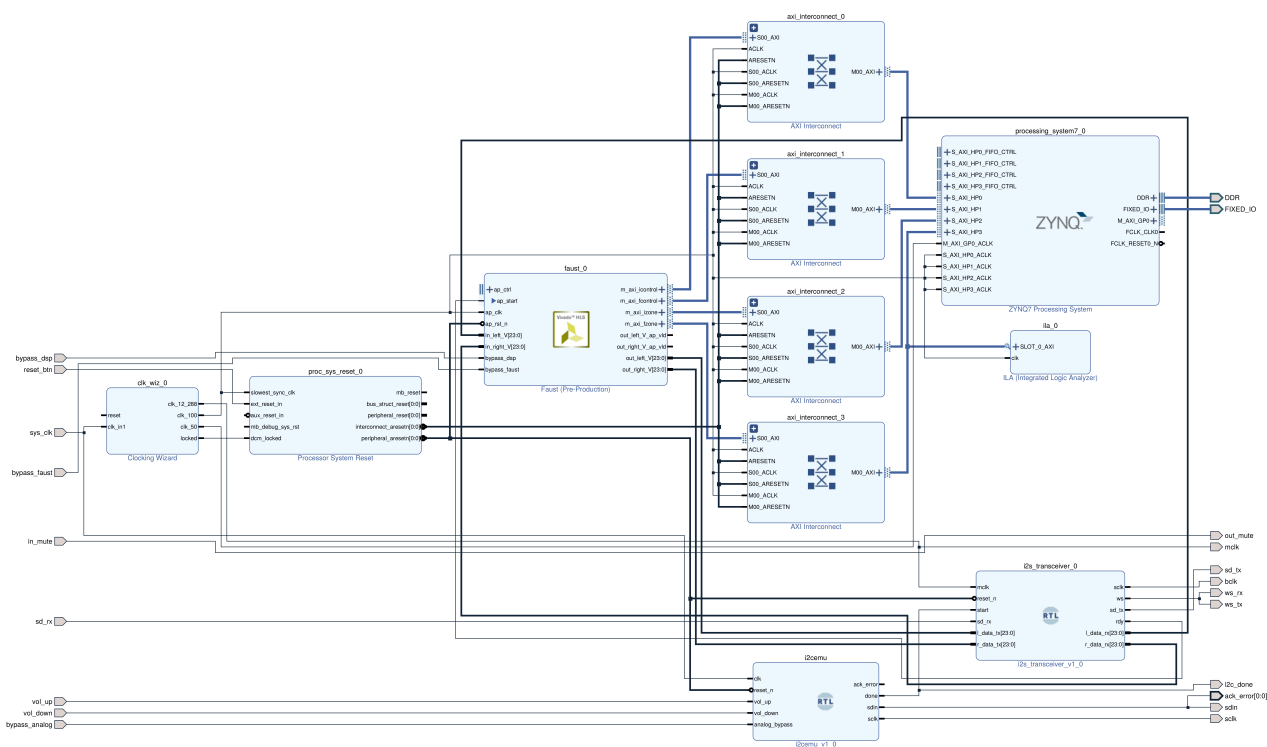 axi_interconnect_0
S00_AXI
ACLK
ARESETN
S00_ACLK
S00_ARESETN
M00_ACLK
M00_ARESETN
M00_AXI
AXI Interconnect
axi_interconnect_1
S00_AXI
ACLK
ARESETN
S00_ACLK
S00_ARESETN
M00_ACLK
M00_ARESETN
M00_AXI
AXI Interconnect
processing_system7_0
S_AXI_HP0_FIFO_CTRL
S_AXI_HP1_FIFO_CTRL
S_AXI_HP2_FIFO_CTRL
S_AXI_HP3_FIFO_CTRL
S_AXI_HP0
S_AXI_HP1
S_AXI_HP2
S_AXI_HP3
M_AXI_GP0_ACLK
S_AXI_HP0_ACLK
S_AXI_HP1_ACLK
S_AXI_HP2_ACLK
S_AXI_HP3_ACLK
ZYNQ
DDR
FIXED_IO
M_AXI_GP0
FCLK_CLK0
FCLK_RESET0_N
ZYNQ7 Processing System
DDR
FIXED_IO
faust_0
ap_ctrl
ap_start
ap_clk
ap_rst_n
in_left_V[23:0]
in_right_V[23:0]
bypass_dsp
bypass_faust
Vivado™ HLS
m_axi_icontrol
m_axi_fcontrol
m_axi_izone
m_axi_fzone
out_left_V_ap_vld
out_right_V_ap_vld
out_left_V[23:0]
out_right_V[23:0]
Faust (Pre-Production)
axi_interconnect_2
S00_AXI
ACLK
ARESETN
S00_ACLK
S00_ARESETN
M00_ACLK
M00_ARESETN
M00_AXI
AXI Interconnect
ila_0
SLOT_0_AXI
clk
ILA (Integrated Logic Analyzer)
bypass_dsp
reset_btn
sys_clk
bypass_faust
in_mute
sd_rx
vol_up
vol_down
bypass_analog
clk_wiz_0
reset
clk_in1
clk_12_288
clk_100
clk_50
locked
Clocking Wizard
proc_sys_reset_0
slowest_sync_clk
ext_reset_in
aux_reset_in
mb_debug_sys_rst
dcm_locked
mb_reset
bus_struct_reset[0:0]
peripheral_reset[0:0]
interconnect_aresetn[0:0]
peripheral_aresetn[0:0]
Processor System Reset
axi_interconnect_3
S00_AXI
ACLK
ARESETN
S00_ACLK
S00_ARESETN
M00_ACLK
M00_ARESETN
M00_AXI
AXI Interconnect
i2s_transceiver_0
mclk
reset_n
start
sd_rx
l_data_tx[23:0]
r_data_tx[23:0]
RTL
sclk
ws
sd_tx
rdy
l_data_rx[23:0]
r_data_rx[23:0]
i2s_transceiver_v1_0
i2cemu
clk
reset_n
vol_up
vol_down
analog_bypass
RTL
ack_error
done
sdin
sclk
i2cemu_v1_0
out_mute
mclk
sd_tx
bclk
ws_rx
ws_tx
i2c_done
ack_error[0:0]
sdin
sclk